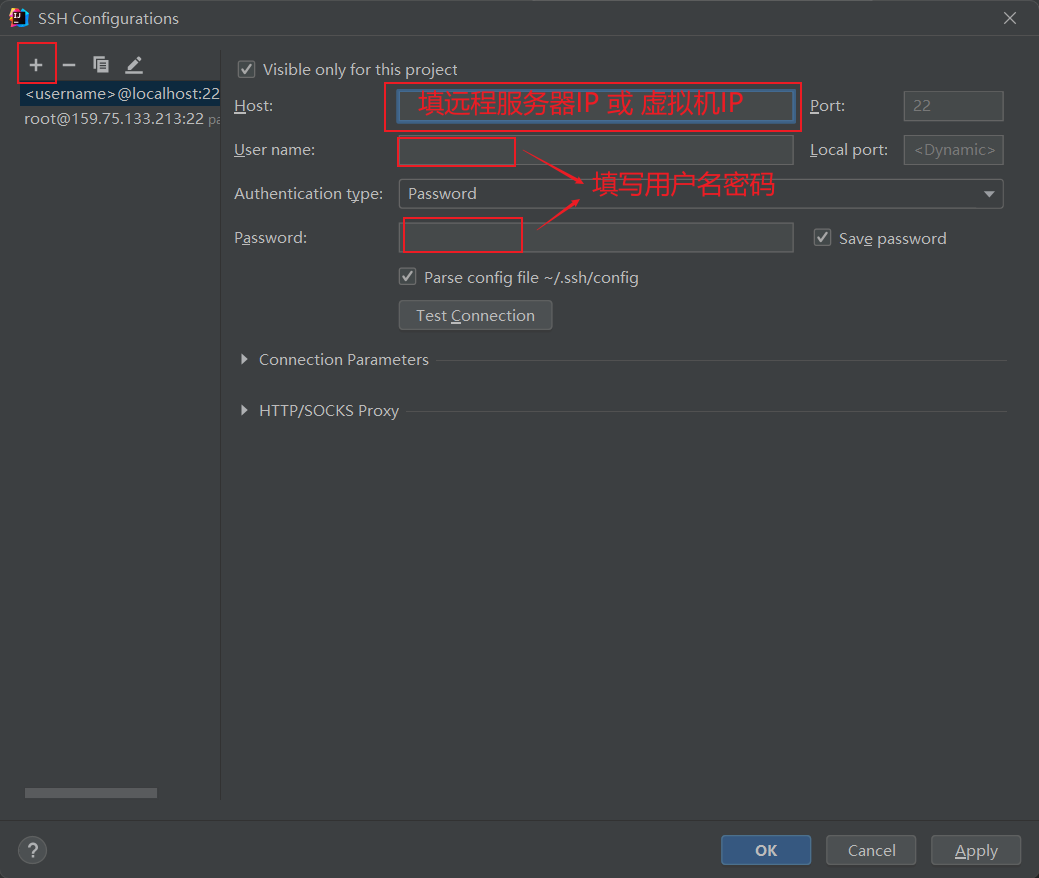 SSH Configurations
Visible only for this project
<username>@localhost:22
root@159.75.133.213:22 pa
Host: 填远程服务器IP 或 虚拟机IP Port: 22
User name: Local port: <Dynamic>
填写用户名密码
Authentication type: Password
Password: Save password
Parse config file ~/.ssh/config
Test Connection
Connection Parameters
HTTP/SOCKS Proxy
? OK Cancel Apply